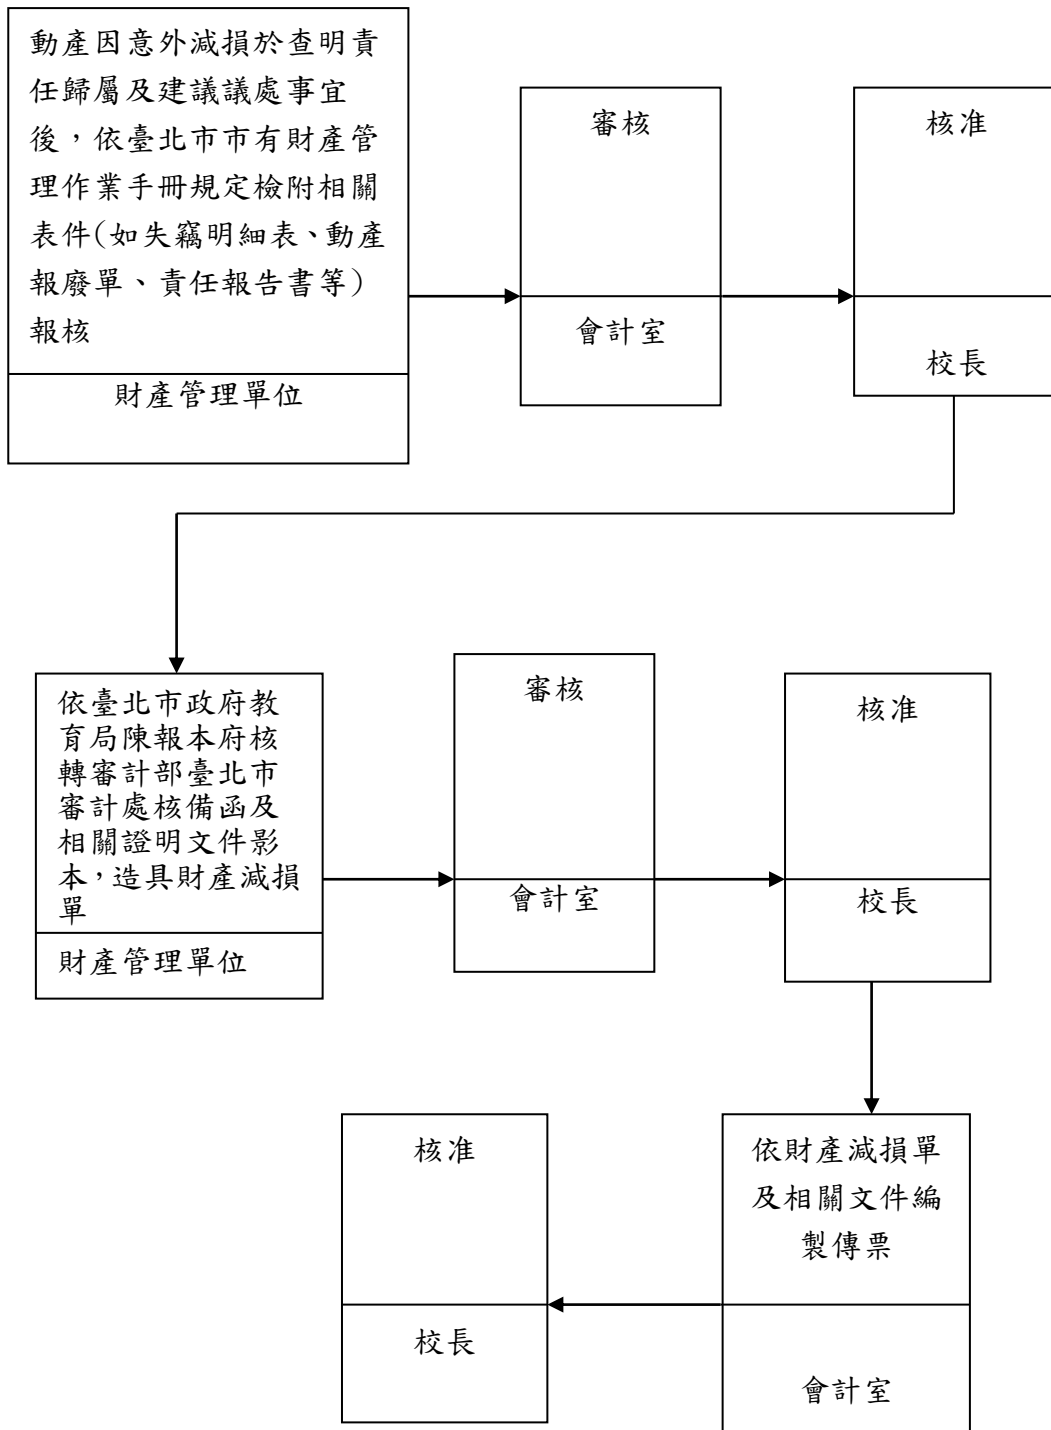 動產因意外減損於查明責
任歸屬及建議議處事宜
後，依臺北市市有財產管
理作業手冊規定檢附相關
表件(如失竊明細表、動產
報廢單、責任報告書等)
報核
財產管理單位
審核
會計室
核准
校長
依臺北市政府教
育局陳報本府核
轉審計部臺北市
審計處核備函及
相關證明文件影
本，造具財產減損
單
財產管理單位
審核
會計室
核准
校長
依財產減損單
及相關文件編
製傳票
會計室
核准
校長